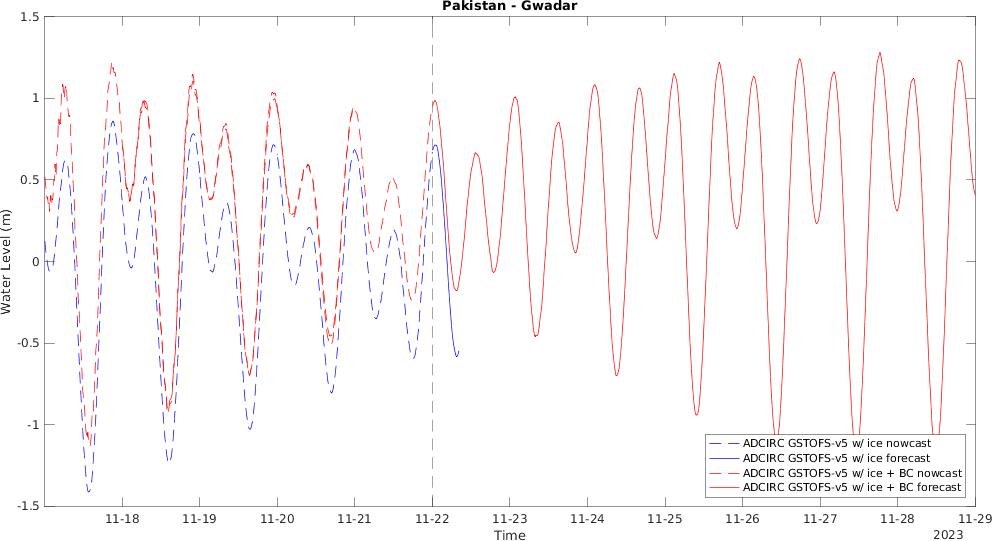 Pakistan - Gwadar
1.5
1
0.5
0
-0.5
-1
-1.5
Water Level (m)
ADCIRC GSTOFS-v5 w/ ice nowcast
ADCIRC GSTOFS-v5 w/ ice forecast
ADCIRC GSTOFS-v5 w/ ice + BC nowcast
ADCIRC GSTOFS-v5 w/ ice + BC forecast
11-18 11-19 11-20 11-21 11-22 11-23 11-24 11-25 11-26 11-27 11-28 11-29
Time
2023